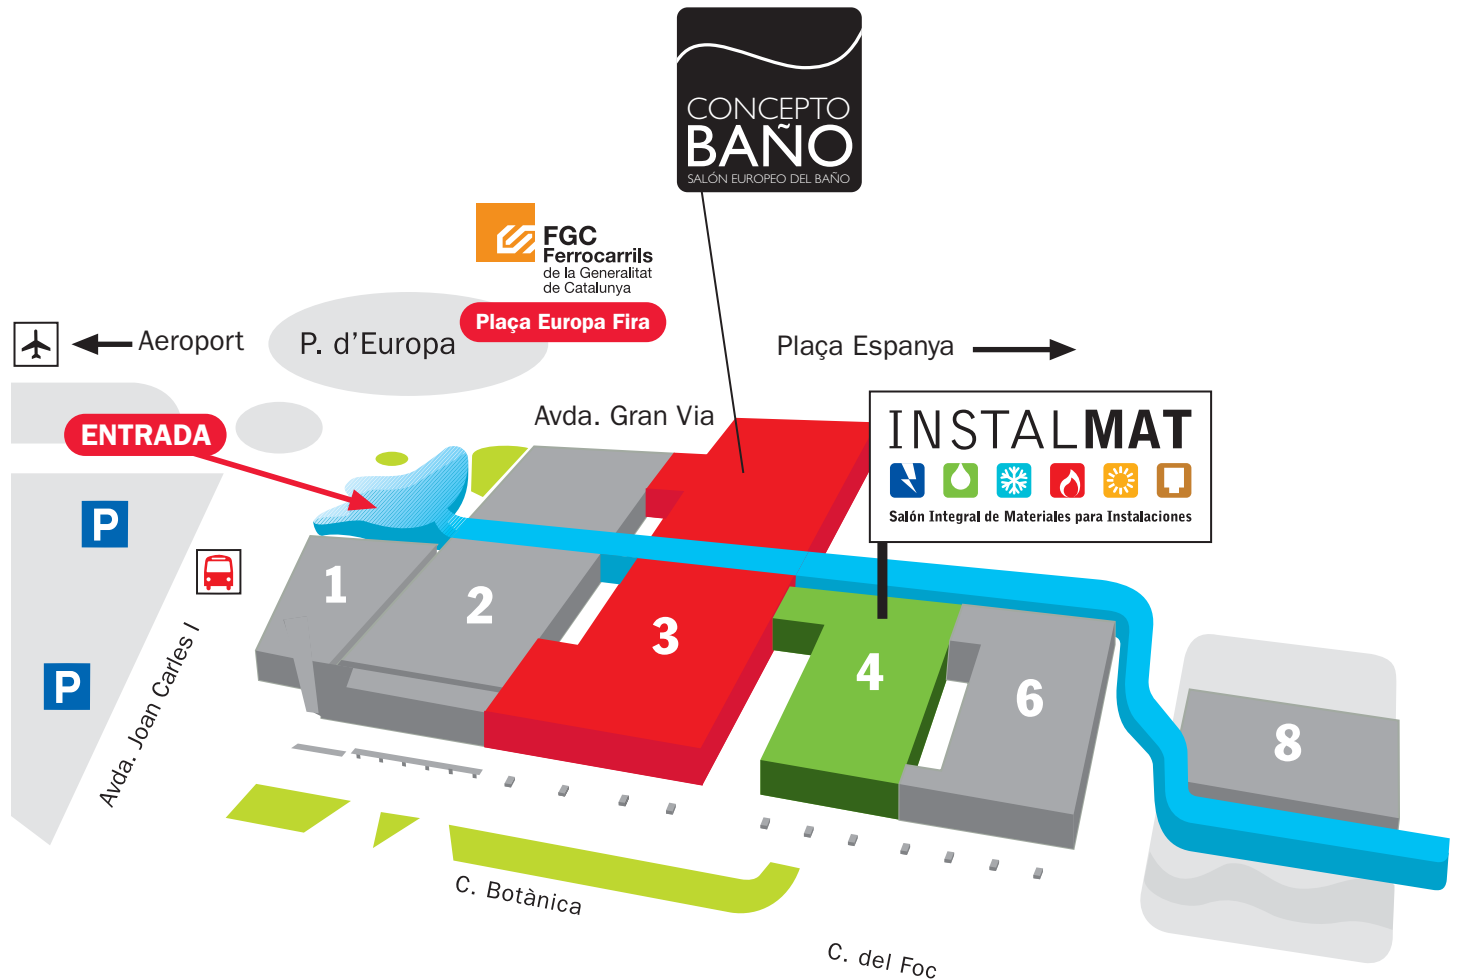 CONCEPTO
BAÑO
SALÓN EUROPEO DEL BAÑO
FGC
Ferrocarrils
de la Generalitat
de Catalunya
Plaça Europa Fira
Aeroport
P. d'Europa
Plaça Espanya
Avda. Gran Via
ENTRADA
INSTALMAT
Salón Integral de Materiales para Instalaciones
P
P
Avda. Joan Carles I
1
2
3
4
6
8
C. Botànica
C. del Foc